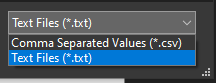 Text Files (*.txt)
Comma Separated Values (*.csv)
Text Files (*.txt)